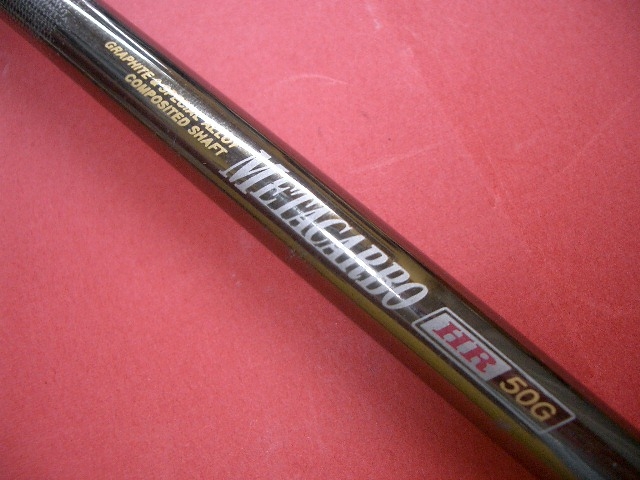 GRAPHITE & SPECIAL ALLOY
COMPOSITED SHAFT
METACARBO
HR 50G